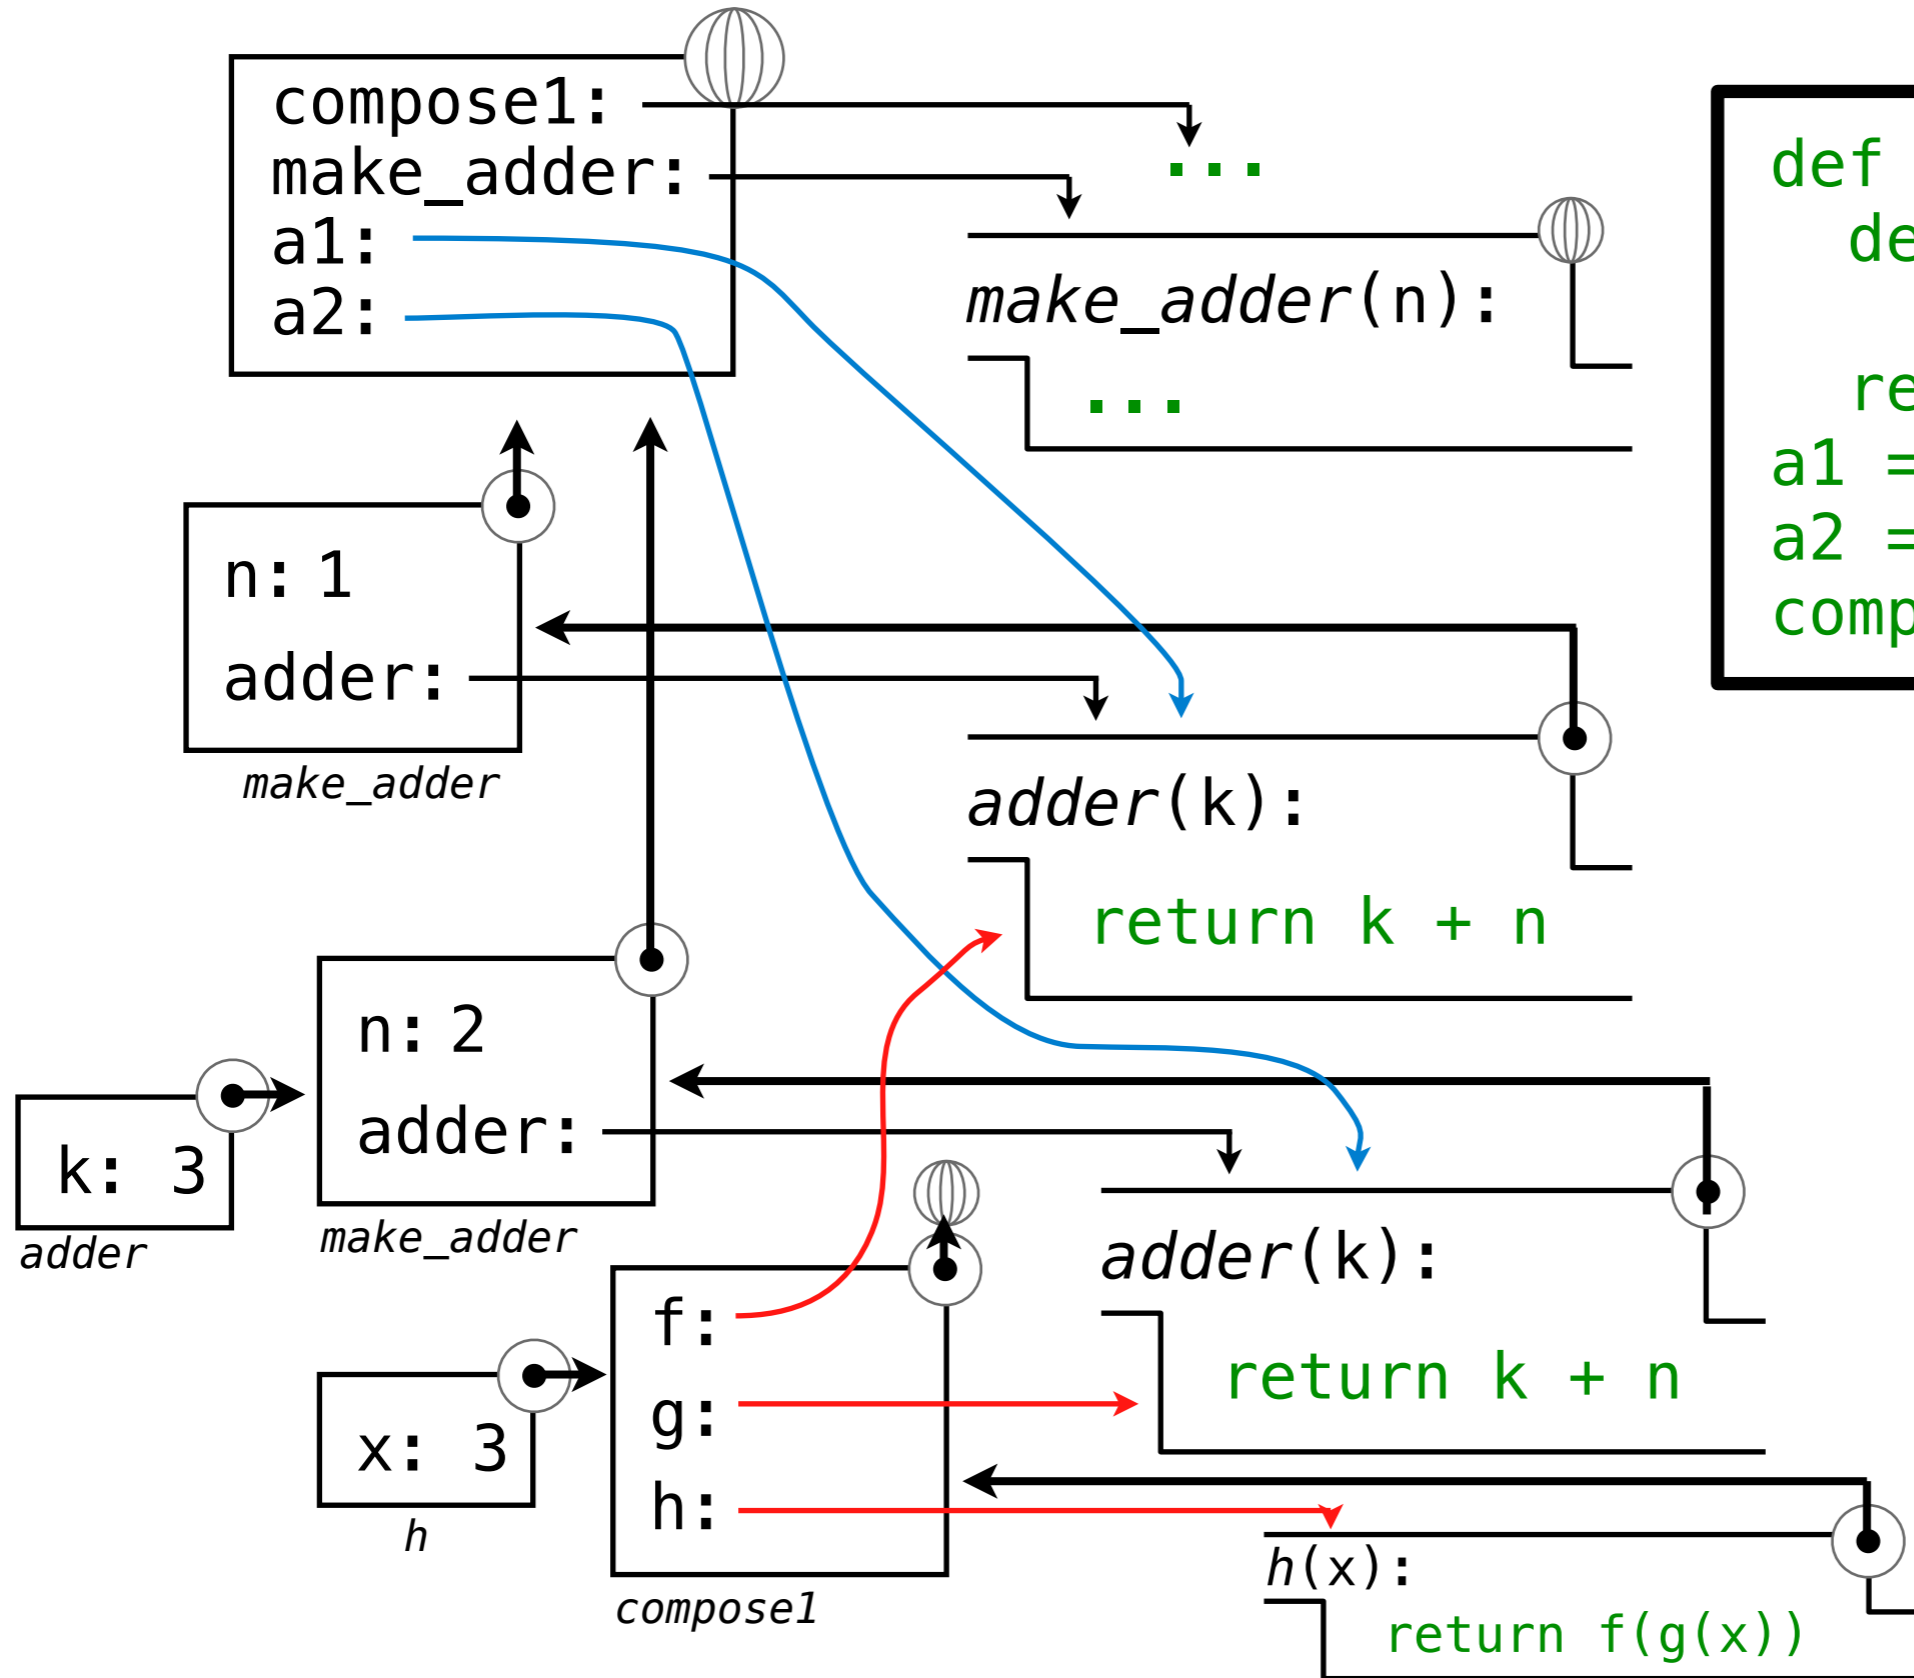 compose1:
make_adder:
a1:
a2:
...
make_adder(n):
...
def
de
re
a1 =
a2 =
comp
n: 1
adder:
make_adder
adder(k):
return k + n
n: 2
adder:
make_adder
k: 3
adder
adder(k):
return k + n
f:
g:
h:
compose1
x: 3
h
h(x):
return f(g(x))